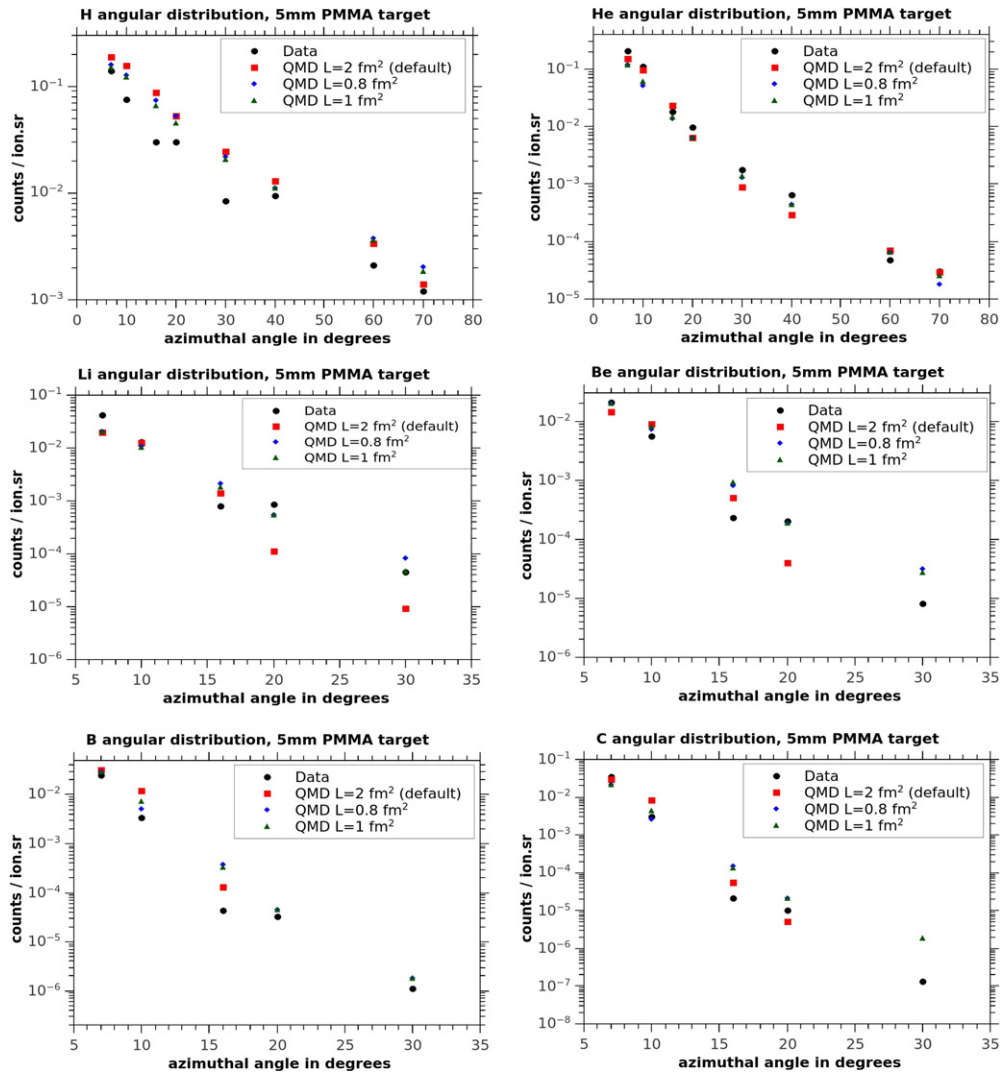 H angular distribution, 5mm PMMA target
Data
QMD L=2 fm² (default)
QMD L=0.8 fm²
QMD L=1 fm²
counts / ion.sr
10⁻¹
10⁻²
10⁻³
0 10 20 30 40 50 60 70 80
azimuthal angle in degrees
He angular distribution, 5mm PMMA target
Data
QMD L=2 fm² (default)
QMD L=0.8 fm²
QMD L=1 fm²
counts / ion.sr
10⁻¹
10⁻²
10⁻³
10⁻⁴
10⁻⁵
0 10 20 30 40 50 60 70 80
azimuthal angle in degrees
Li angular distribution, 5mm PMMA target
Data
QMD L=2 fm² (default)
QMD L=0.8 fm²
QMD L=1 fm²
counts / ion.sr
10⁻¹
10⁻²
10⁻³
10⁻⁴
10⁻⁵
10⁻⁶
5 10 15 20 25 30 35
azimuthal angle in degrees
Be angular distribution, 5mm PMMA target
Data
QMD L=2 fm² (default)
QMD L=0.8 fm²
QMD L=1 fm²
counts / ion.sr
10⁻²
10⁻³
10⁻⁴
10⁻⁵
10⁻⁶
5 10 15 20 25 30 35
azimuthal angle in degrees
B angular distribution, 5mm PMMA target
Data
QMD L=2 fm² (default)
QMD L=0.8 fm²
QMD L=1 fm²
counts / ion.sr
10⁻²
10⁻³
10⁻⁴
10⁻⁵
10⁻⁶
5 10 15 20 25 30 35
azimuthal angle in degrees
C angular distribution, 5mm PMMA target
Data
QMD L=2 fm² (default)
QMD L=0.8 fm²
QMD L=1 fm²
counts / ion.sr
10⁻¹
10⁻²
10⁻³
10⁻⁴
10⁻⁵
10⁻⁶
10⁻⁷
10⁻⁸
5 10 15 20 25 30 35
azimuthal angle in degrees